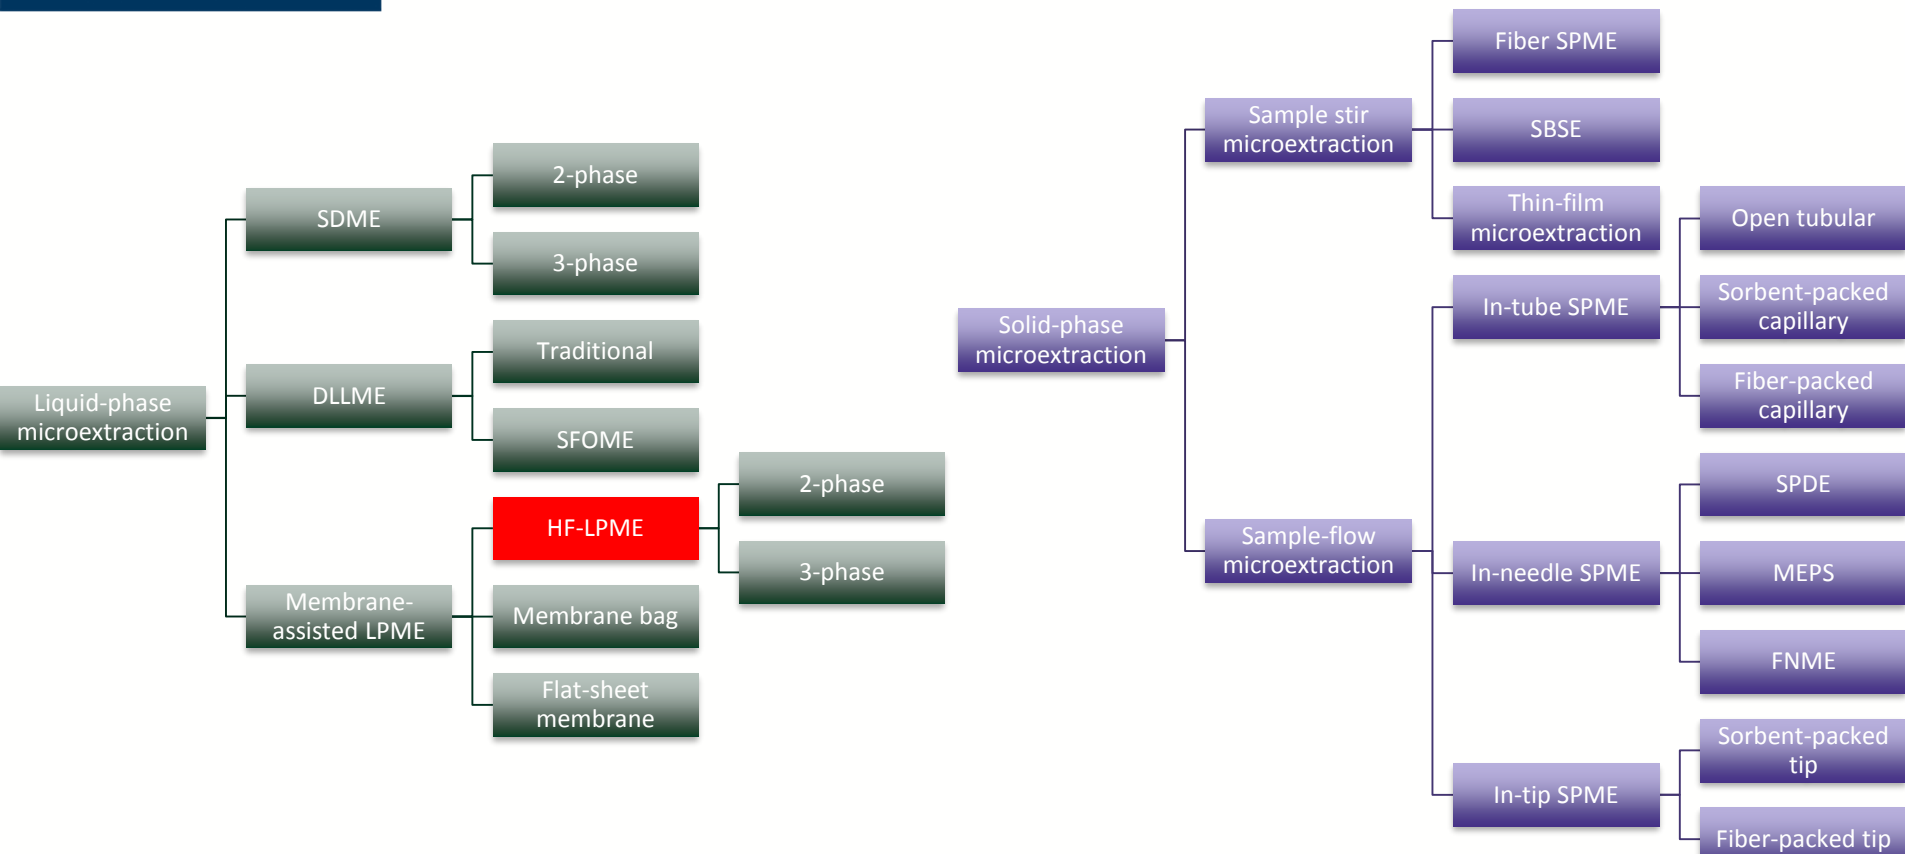 Liquid-phase
microextraction
SDME
2-phase
3-phase
DLLME
Traditional
SFOME
Membrane-
assisted LPME
HF-LPME
2-phase
3-phase
Membrane bag
Flat-sheet
membrane
Solid-phase
microextraction
Sample stir
microextraction
Fiber SPME
SBSE
Thin-film
microextraction
Sample-flow
microextraction
In-tube SPME
Open tubular
Sorbent-packed
capillary
Fiber-packed
capillary
In-needle SPME
SPDE
MEPS
FNME
In-tip SPME
Sorbent-packed
tip
Fiber-packed tip